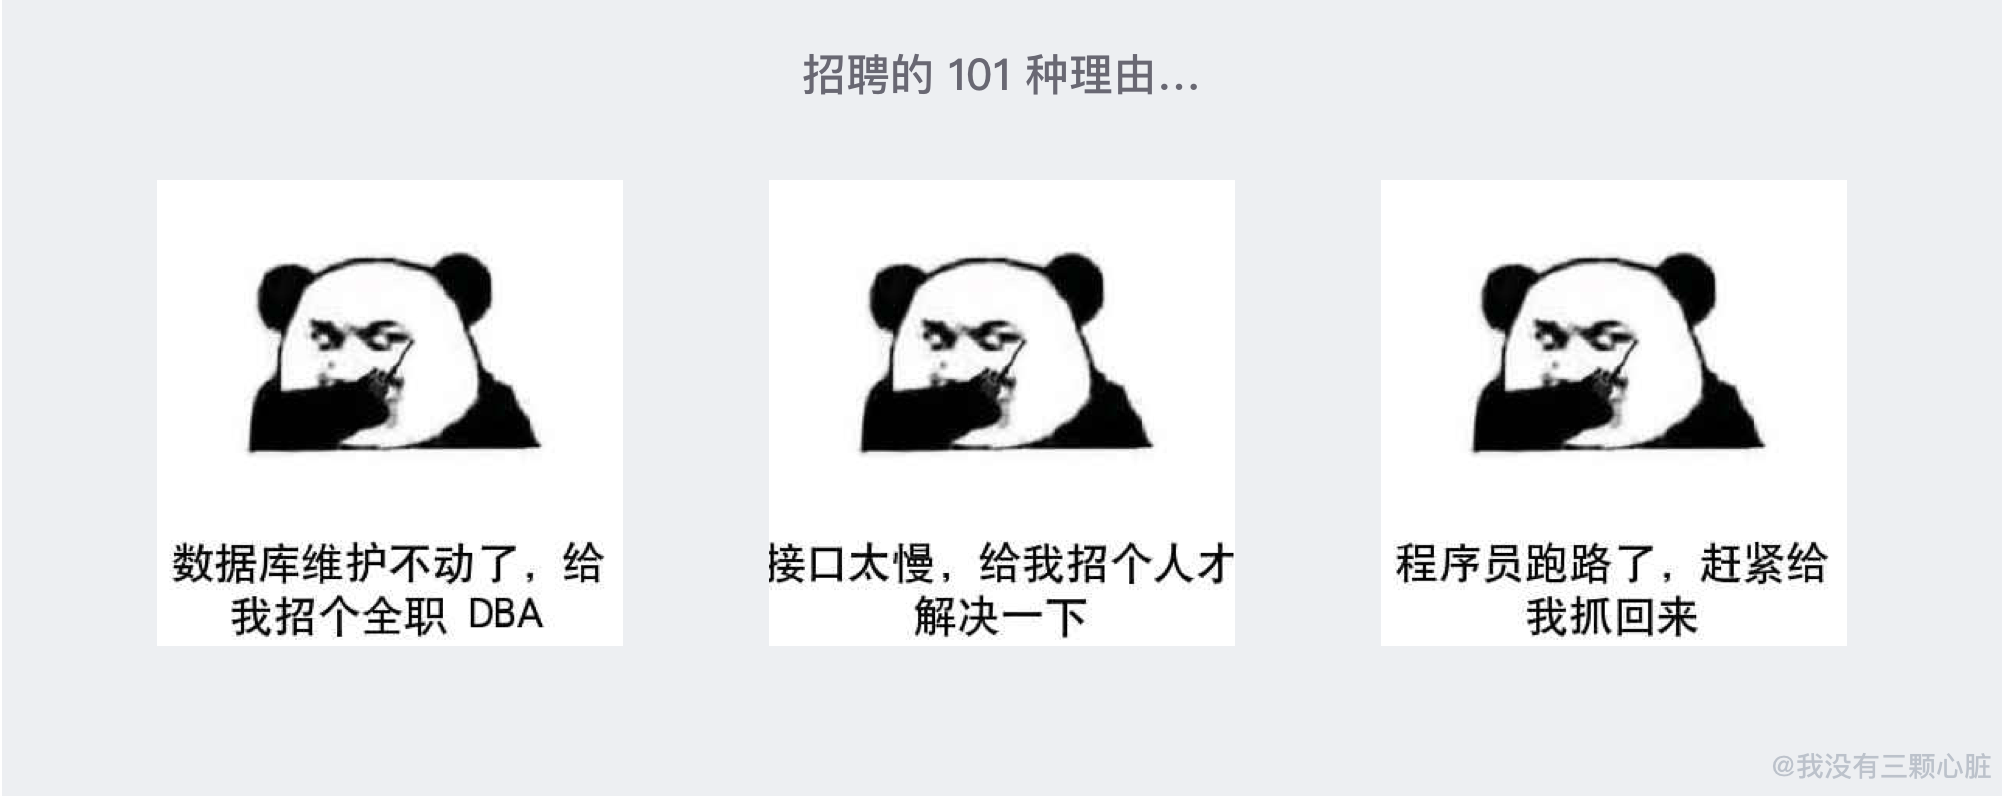 招聘的 101 种理由...
数据库维护不动了，给
我招个全职 DBA
接口太慢，给我招个人才
解决一下
程序员跑路了，赶紧给
我抓回来
@我没有三颗心脏